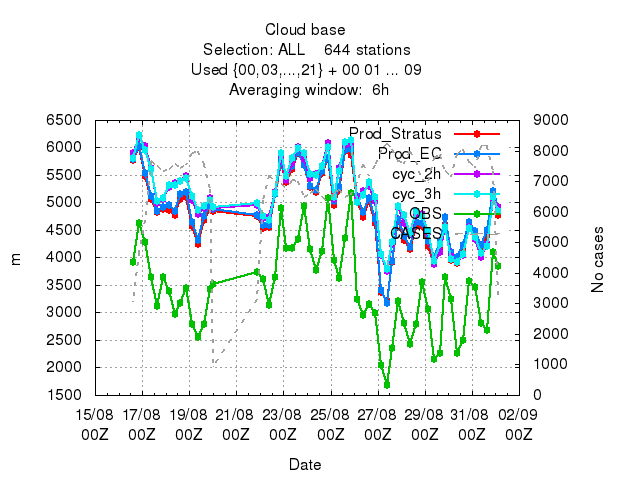 Cloud base
Selection: ALL    644 stations
Used {00,03,...,21} + 00 01 ... 09
Averaging window:  6h
m
6500
6000
5500
5000
4500
4000
3500
3000
2500
2000
1500
9000
8000
7000
6000
5000
4000
3000
2000
1000
0
No cases
Prod_Stratus
Prod_EC
cyc_2h
cyc_3h
OBS
CASES
15/08 17/08 19/08 21/08 23/08 25/08 27/08 29/08 31/08 02/09
00Z 00Z 00Z 00Z 00Z 00Z 00Z 00Z 00Z 00Z
Date